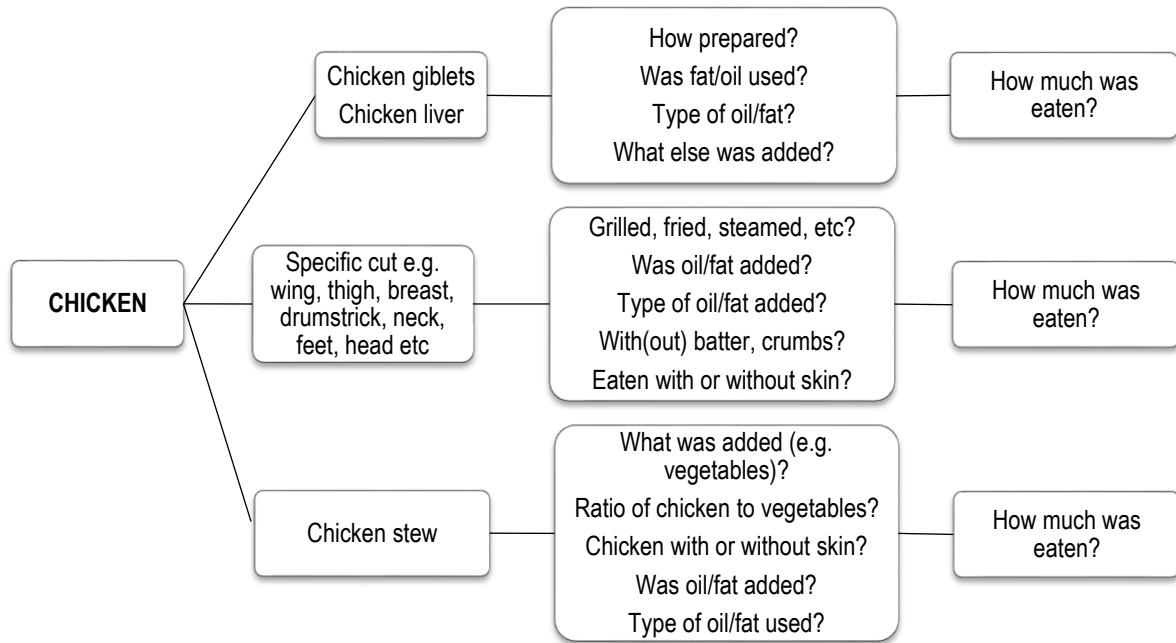 CHICKEN
Chicken giblets
Chicken liver
How prepared?
Was fat/oil used?
Type of oil/fat?
What else was added?
How much was
eaten?
Specific cut e.g.
wing, thigh, breast,
drumstrick, neck,
feet, head etc
Grilled, fried, steamed, etc?
Was oil/fat added?
Type of oil/fat added?
With(out) batter, crumbs?
Eaten with or without skin?
How much was
eaten?
Chicken stew
What was added (e.g.
vegetables)?
Ratio of chicken to vegetables?
Chicken with or without skin?
Was oil/fat added?
Type of oil/fat used?
How much was
eaten?